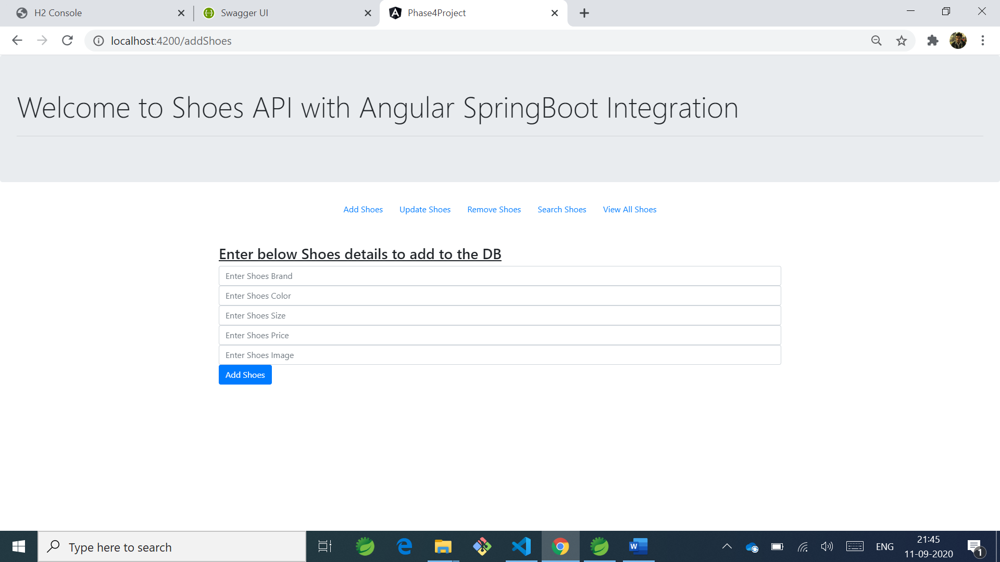 H2 Console
Swagger UI
Phase4Project
localhost:4200/addShoes
Welcome to Shoes API with Angular SpringBoot Integration
Add Shoes Update Shoes Remove Shoes Search Shoes View All Shoes
Enter below Shoes details to add to the DB
Enter Shoes Brand
Enter Shoes Color
Enter Shoes Size
Enter Shoes Price
Enter Shoes Image
Add Shoes
Type here to search
W
ENG
21:45
11-09-2020
1